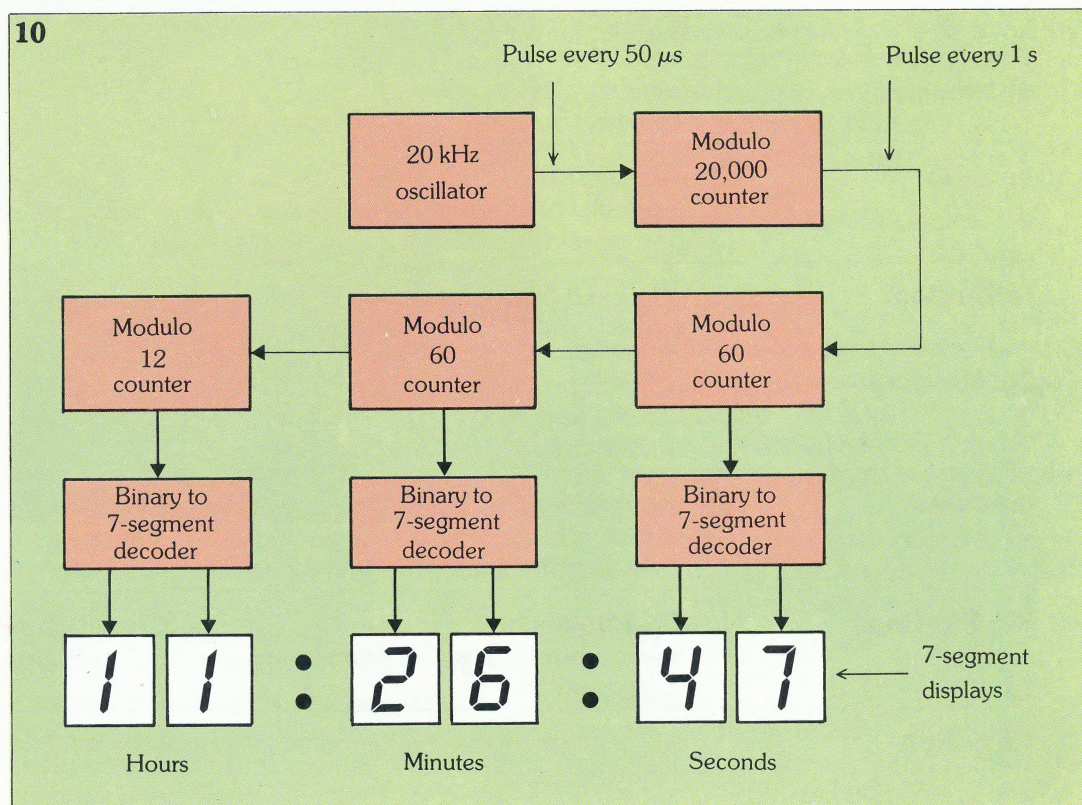 10
Pulse every 50 μs
Pulse every 1 s
20 kHz
oscillator
Modulo
20,000
counter
Modulo
12
counter
Modulo
60
counter
Modulo
60
counter
Binary to
7-segment
decoder
Binary to
7-segment
decoder
Binary to
7-segment
decoder
11 : 26 : 47
7-segment
displays
Hours
Minutes
Seconds